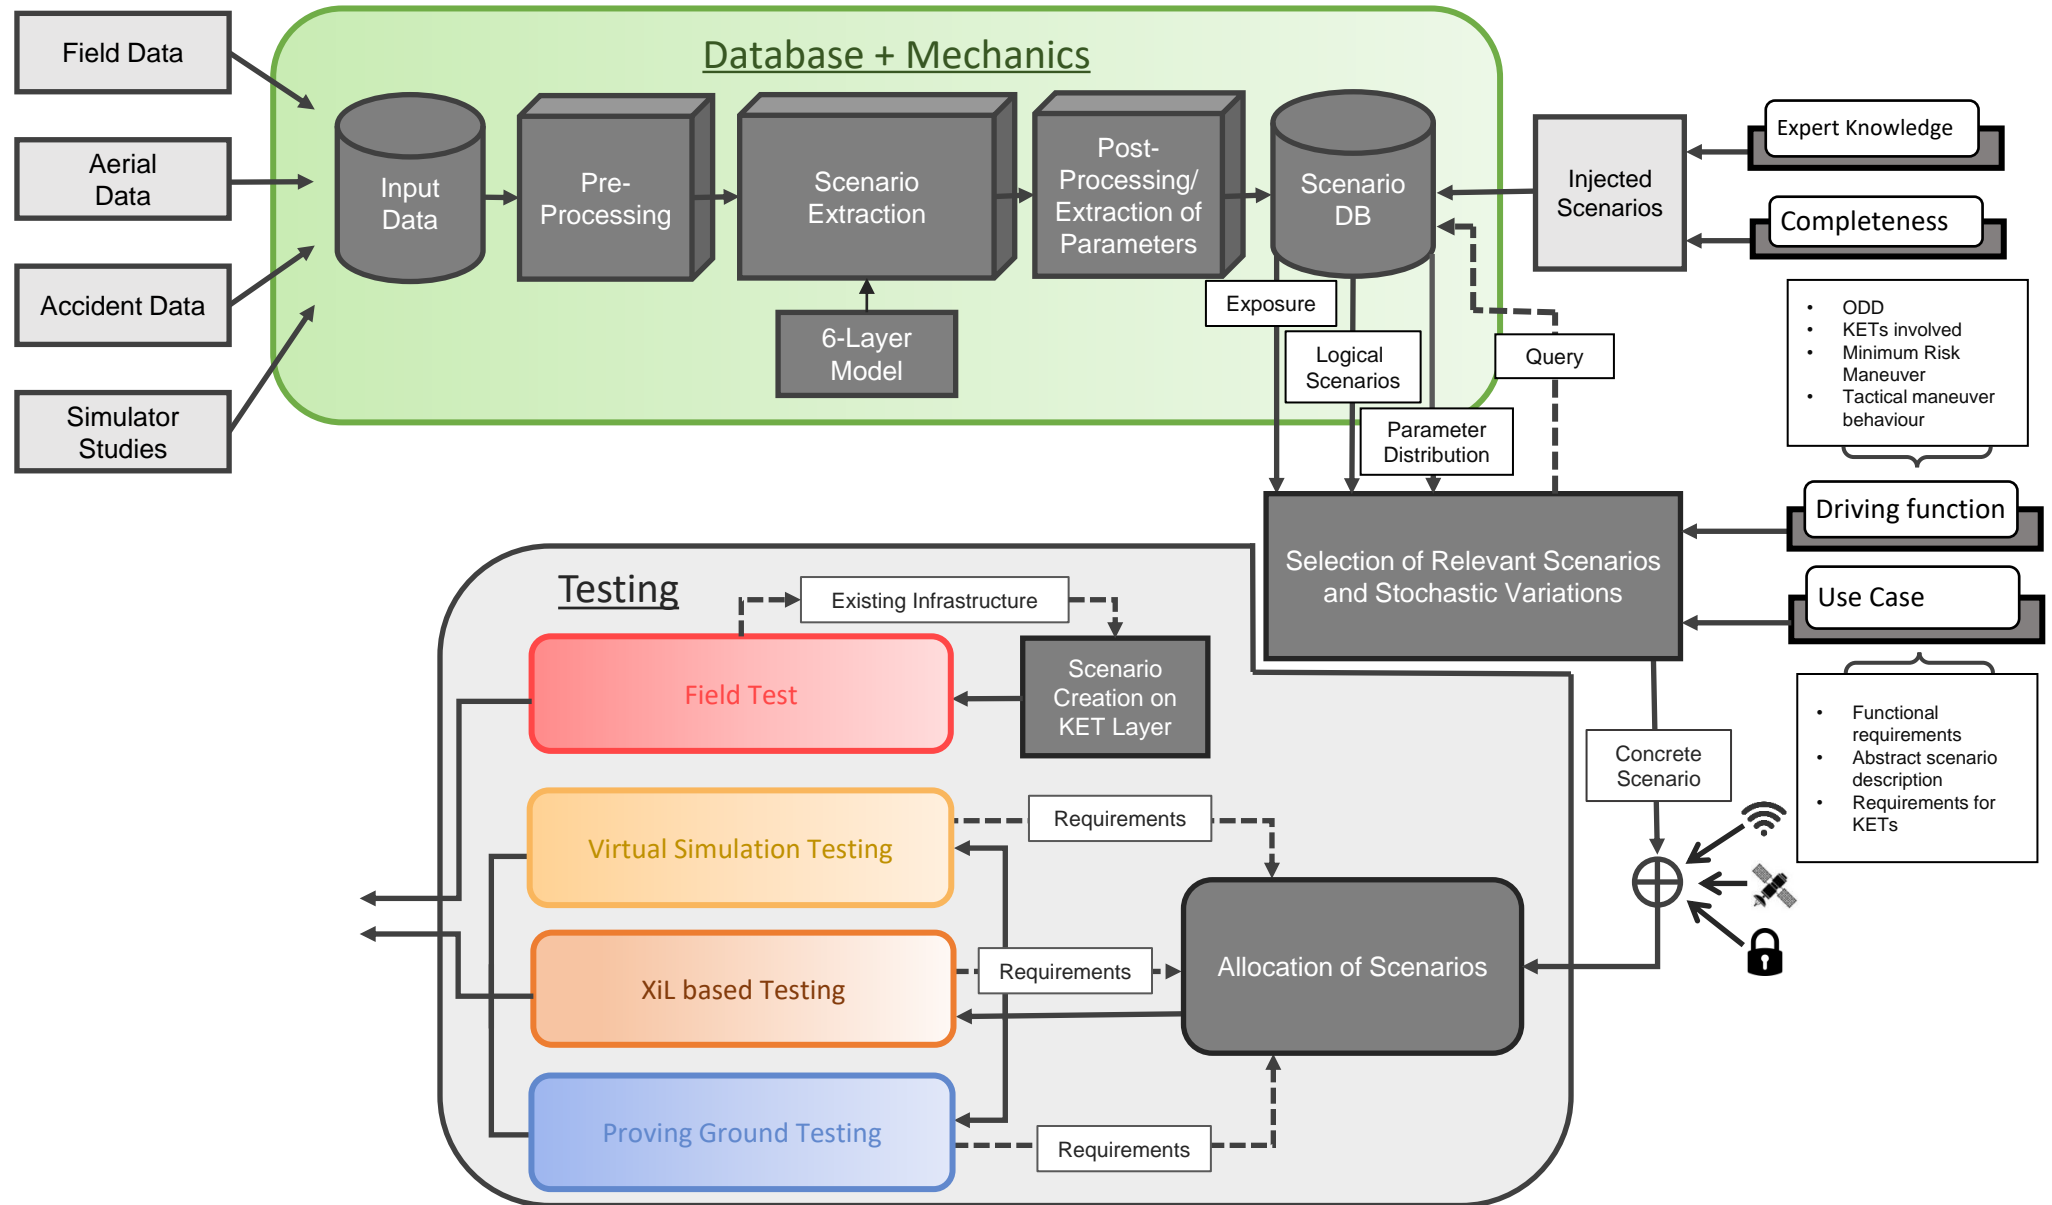 Database + Mechanics
Field Data
Aerial
Data
Accident Data
Simulator
Studies
Input
Data
Pre-
Processing
Scenario
Extraction
6-Layer
Model
Post-
Processing/
Extraction of
Parameters
Scenario
DB
Injected
Scenarios
Expert Knowledge
Completeness
Exposure
Logical
Scenarios
Parameter
Distribution
Query
• ODD
• KETs involved
• Minimum Risk
Maneuver
• Tactical maneuver
behaviour
Driving function
Use Case
Selection of Relevant Scenarios
and Stochastic Variations
• Functional
requirements
• Abstract scenario
description
• Requirements for
KETs
Concrete
Scenario
Testing
Existing Infrastructure
Field Test
Scenario
Creation on
KET Layer
Virtual Simulation Testing
Requirements
XiL based Testing
Requirements
Allocation of Scenarios
Proving Ground Testing
Requirements